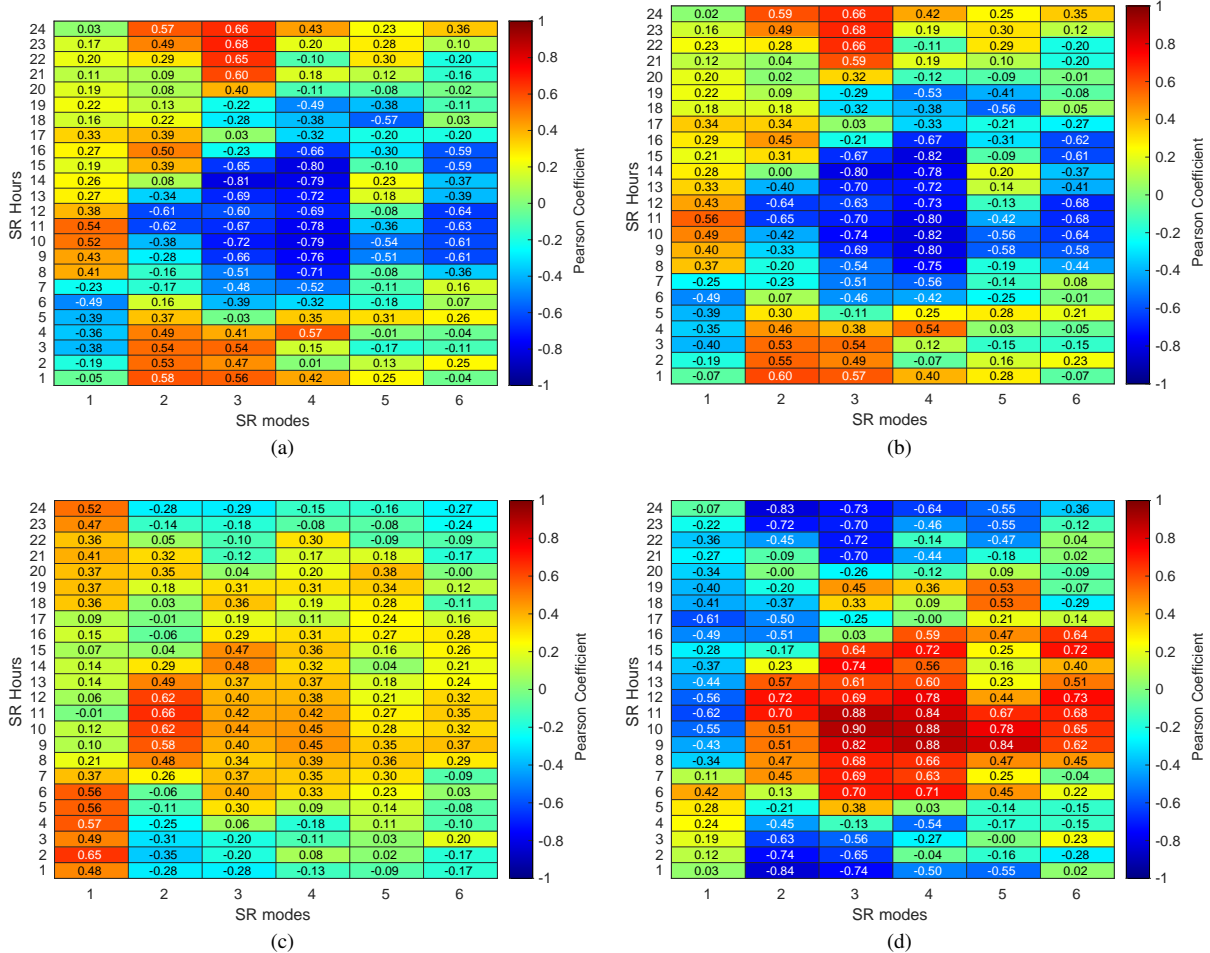 24 0.03 0.57 0.66 0.43 0.23 0.36
23 0.17 0.49 0.68 0.20 0.28 0.10
22 0.20 0.29 0.65 -0.10 0.30 -0.20
21 0.11 0.09 0.60 0.18 0.12 -0.16
20 0.19 0.08 0.40 -0.11 -0.08 -0.02
19 0.22 0.13 -0.22 -0.49 -0.38 -0.11
18 0.16 0.22 -0.28 -0.38 -0.57 0.03
17 0.33 0.39 0.03 -0.32 -0.20 -0.20
16 0.27 0.50 -0.23 -0.66 -0.30 -0.59
15 0.19 0.39 -0.65 -0.80 -0.10 -0.59
14 0.26 0.08 -0.81 -0.79 0.23 -0.37
13 0.27 -0.34 -0.69 -0.72 0.18 -0.39
12 0.38 -0.61 -0.60 -0.69 -0.08 -0.64
11 0.54 -0.62 -0.67 -0.78 -0.36 -0.63
10 0.52 -0.38 -0.72 -0.79 -0.54 -0.61
9 0.43 -0.28 -0.66 -0.76 -0.51 -0.61
8 0.41 -0.16 -0.51 -0.71 -0.08 -0.36
7 -0.23 -0.17 -0.48 -0.52 -0.11 0.16
6 -0.49 0.16 -0.39 -0.32 -0.18 0.07
5 -0.39 0.37 -0.03 0.35 0.31 0.26
4 -0.36 0.49 0.41 0.57 -0.01 -0.04
3 -0.38 0.54 0.54 0.15 -0.17 -0.11
2 -0.19 0.53 0.47 0.01 0.13 0.25
1 -0.05 0.58 0.56 0.42 0.25 -0.04
1 2 3 4 5 6
SR modes
SR Hours
1
0.8
0.6
0.4
0.2
0
-0.2
-0.4
-0.6
-0.8
-1
Pearson Coefficient
(a)
24 0.02 0.59 0.66 0.42 0.25 0.35
23 0.16 0.49 0.68 0.19 0.30 0.12
22 0.23 0.28 0.66 -0.11 0.29 -0.20
21 0.12 0.04 0.59 0.19 0.10 -0.20
20 0.20 0.02 0.32 -0.12 -0.09 -0.01
19 0.22 0.09 -0.29 -0.53 -0.41 -0.08
18 0.18 0.18 -0.32 -0.38 -0.56 0.05
17 0.34 0.34 0.03 -0.33 -0.21 -0.27
16 0.29 0.45 -0.21 -0.67 -0.31 -0.62
15 0.21 0.31 -0.67 -0.82 -0.09 -0.61
14 0.28 0.00 -0.80 -0.78 0.20 -0.37
13 0.33 -0.40 -0.70 -0.72 0.14 -0.41
12 0.43 -0.64 -0.63 -0.73 -0.13 -0.68
11 0.56 -0.65 -0.70 -0.80 -0.42 -0.68
10 0.49 -0.42 -0.74 -0.82 -0.56 -0.64
9 0.40 -0.33 -0.69 -0.80 -0.58 -0.58
8 0.37 -0.20 -0.54 -0.75 -0.19 -0.44
7 -0.25 -0.23 -0.51 -0.56 -0.14 0.08
6 -0.49 0.07 -0.46 -0.42 -0.25 -0.01
5 -0.39 0.30 -0.11 0.25 0.28 0.21
4 -0.35 0.46 0.38 0.54 0.03 -0.05
3 -0.40 0.53 0.54 0.12 -0.15 -0.15
2 -0.19 0.55 0.49 -0.07 0.16 0.23
1 -0.07 0.60 0.57 0.40 0.28 -0.07
1 2 3 4 5 6
SR modes
SR Hours
1
0.8
0.6
0.4
0.2
0
-0.2
-0.4
-0.6
-0.8
-1
Pearson Coefficient
(b)
24 0.52 -0.28 -0.29 -0.15 -0.16 -0.27
23 0.47 -0.14 -0.18 -0.08 -0.08 -0.24
22 0.36 0.05 -0.10 0.30 -0.09 -0.09
21 0.41 0.32 -0.12 0.17 0.18 -0.17
20 0.37 0.35 0.04 0.20 0.38 -0.00
19 0.37 0.18 0.31 0.31 0.34 0.12
18 0.36 0.03 0.36 0.19 0.28 -0.11
17 0.09 -0.01 0.19 0.11 0.24 0.16
16 0.15 -0.06 0.29 0.31 0.27 0.28
15 0.07 0.04 0.47 0.36 0.27 0.26
14 0.14 0.29 0.48 0.32 0.04 0.21
13 0.14 0.49 0.37 0.37 0.18 0.24
12 0.06 0.62 0.40 0.38 0.21 0.32
11 -0.01 0.66 0.42 0.42 0.27 0.35
10 0.12 0.62 0.44 0.45 0.28 0.32
9 0.10 0.58 0.40 0.45 0.35 0.37
8 0.21 0.48 0.34 0.39 0.36 0.29
7 0.37 0.26 0.37 0.35 0.30 -0.09
6 0.56 -0.06 0.40 0.33 0.23 0.03
5 0.56 -0.11 0.30 0.09 0.14 -0.08
4 0.57 -0.25 0.06 -0.18 0.11 -0.10
3 0.49 -0.31 -0.20 -0.11 0.03 0.20
2 0.65 -0.35 -0.20 0.08 0.02 -0.17
1 0.48 -0.28 -0.28 -0.13 -0.09 -0.17
1 2 3 4 5 6
SR modes
SR Hours
1
0.8
0.6
0.4
0.2
0
-0.2
-0.4
-0.6
-0.8
-1
Pearson Coefficient
(c)
24 -0.07 -0.83 -0.73 -0.64 -0.55 -0.36
23 -0.22 -0.72 -0.70 -0.46 -0.55 -0.12
22 -0.36 -0.45 -0.72 -0.14 -0.47 0.04
21 -0.27 -0.09 -0.70 -0.44 -0.18 0.02
20 -0.34 -0.00 -0.26 -0.12 0.09 -0.09
19 -0.40 -0.20 0.45 0.36 0.53 -0.07
18 -0.41 -0.37 0.33 0.09 0.53 -0.29
17 -0.61 -0.50 -0.25 -0.00 0.21 0.14
16 -0.49 -0.51 0.03 0.59 0.47 0.64
15 -0.28 -0.17 0.64 0.72 0.25 0.72
14 -0.37 0.23 0.74 0.56 0.16 0.40
13 -0.44 0.57 0.61 0.60 0.23 0.51
12 -0.56 0.72 0.69 0.78 0.44 0.73
11 -0.62 0.70 0.88 0.84 0.67 0.68
10 -0.55 0.51 0.90 0.88 0.78 0.65
9 -0.43 0.51 0.82 0.88 0.84 0.62
8 -0.34 0.47 0.68 0.66 0.47 0.45
7 0.11 0.45 0.69 0.63 0.25 -0.04
6 0.42 0.13 0.70 0.71 0.45 0.22
5 0.28 -0.21 0.38 0.03 -0.14 -0.15
4 0.24 -0.45 -0.13 -0.54 -0.17 -0.15
3 0.19 -0.63 -0.56 -0.27 -0.00 0.23
2 0.12 -0.74 -0.65 -0.04 -0.16 -0.28
1 0.03 -0.84 -0.74 -0.50 -0.55 0.02
1 2 3 4 5 6
SR modes
SR Hours
1
0.8
0.6
0.4
0.2
0
-0.2
-0.4
-0.6
-0.8
-1
Pearson Coefficient
(d)